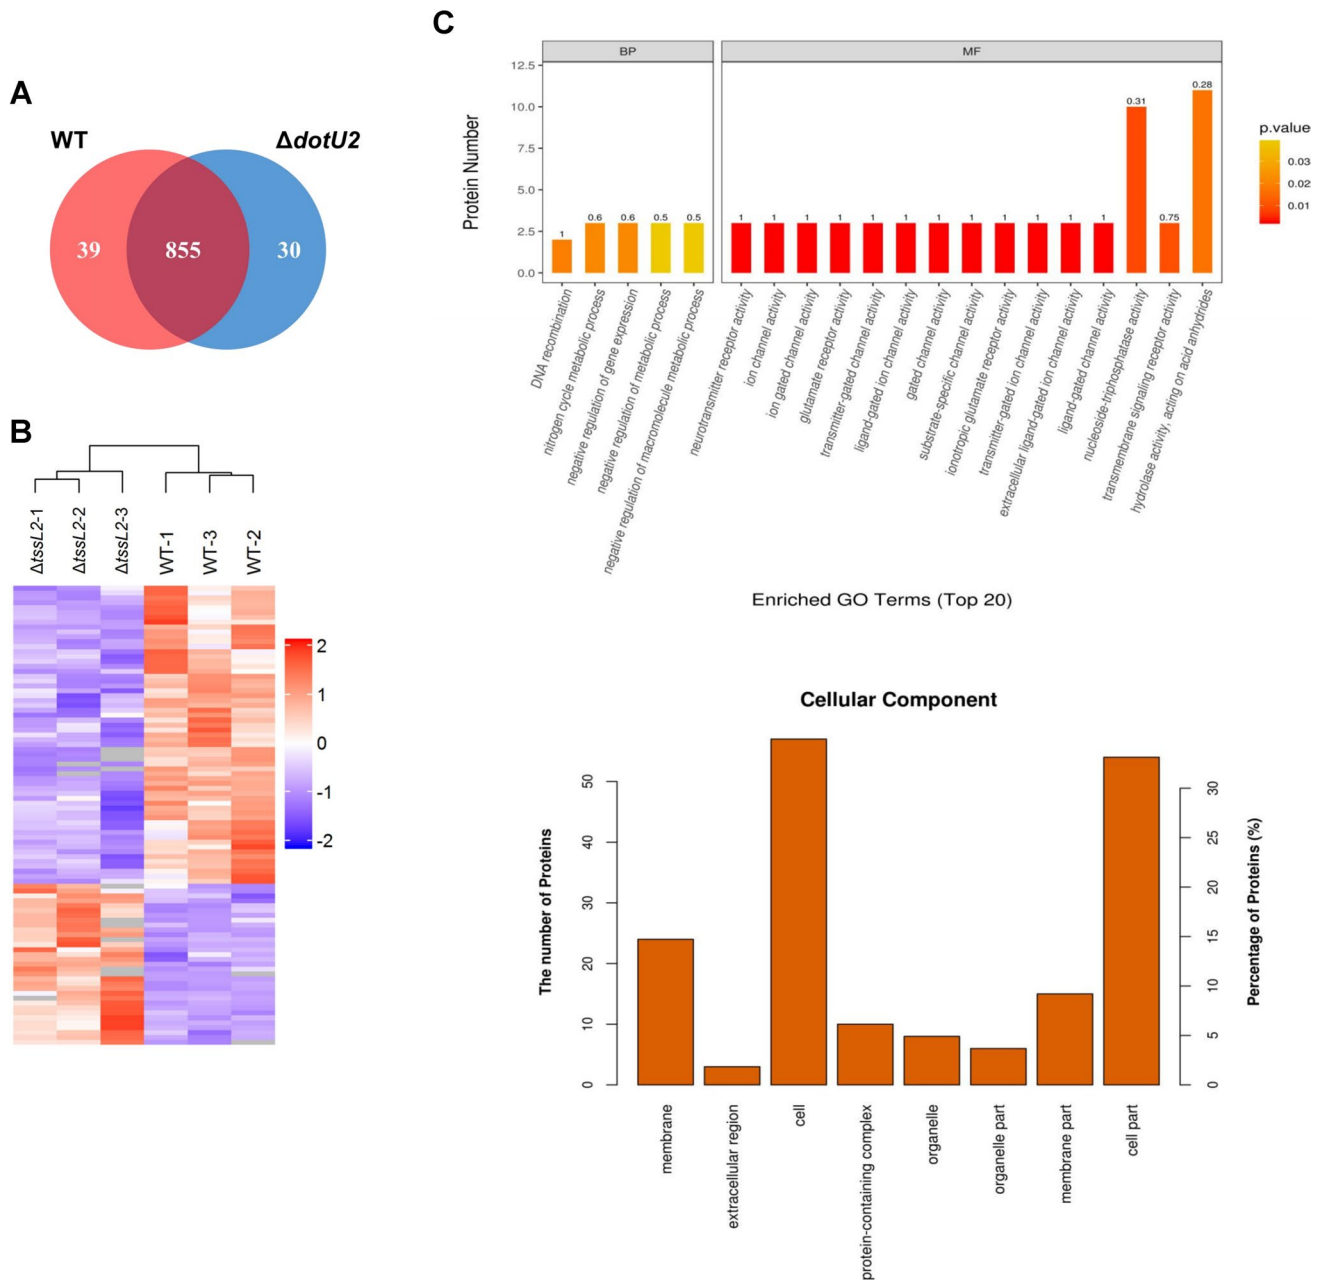 A
WT
ΔdotU2
39
855
30
B
ΔtssL2-1
ΔtssL2-2
ΔtssL2-3
WT-1
WT-3
WT-2
2
1
0
-1
-2
C
BP
MF
Protein Number
12.5
10.0
7.5
5.0
2.5
0.0
1
0.6
0.6
0.5
0.5
1
1
1
1
1
1
1
1
1
1
1
1
0.31
0.75
0.28
DNA recombination
nitrogen cycle metabolic process
negative regulation of gene expression
negative regulation of metabolic process
negative regulation of macromolecule metabolic process
neurotransmitter receptor activity
ion channel activity
ion gated channel activity
glutamate receptor activity
transmitter-gated channel activity
ligand-gated ion channel activity
gated channel activity
substrate-specific channel activity
ionotropic glutamate receptor activity
transmitter-gated ion channel activity
extracellular ligand-gated ion channel activity
ligand-gated channel activity
nucleoside-triphosphatase activity
transmembrane signaling receptor activity
hydrolase activity, acting on acid anhydrides
Enriched GO Terms (Top 20)
p.value
0.03
0.02
0.01
Cellular Component
The number of Proteins
50
40
30
20
10
0
Percentage of Proteins (%)
30
25
20
15
10
5
0
membrane
extracellular region
cell
protein-containing complex
organelle
organelle part
membrane part
cell part